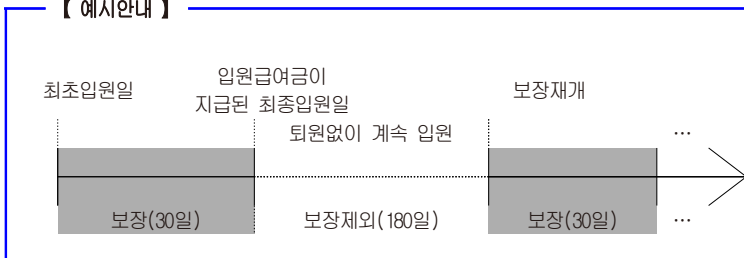 【 예시안내 】
최초입원일
입원급여금이
지급된 최종입원일
보장재개
퇴원없이 계속 입원
…
보장(30일)
보장제외(180일)
보장(30일)
…